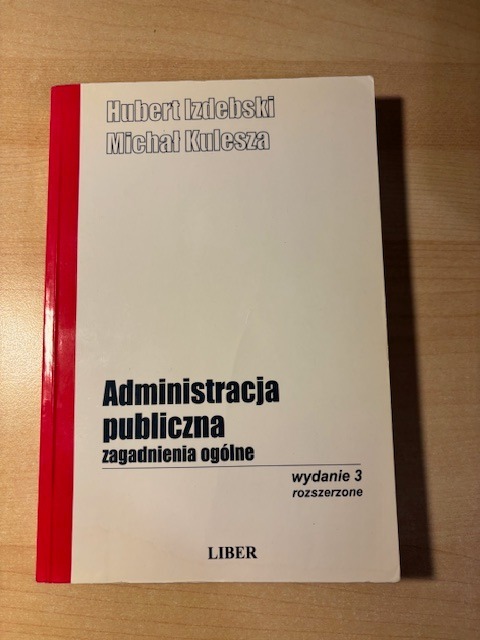 Hubert Izdebski
Michał Kulesza
Administracja
publiczna
zagadnienia ogólne
wydanie 3
rozszerzone
LIBER